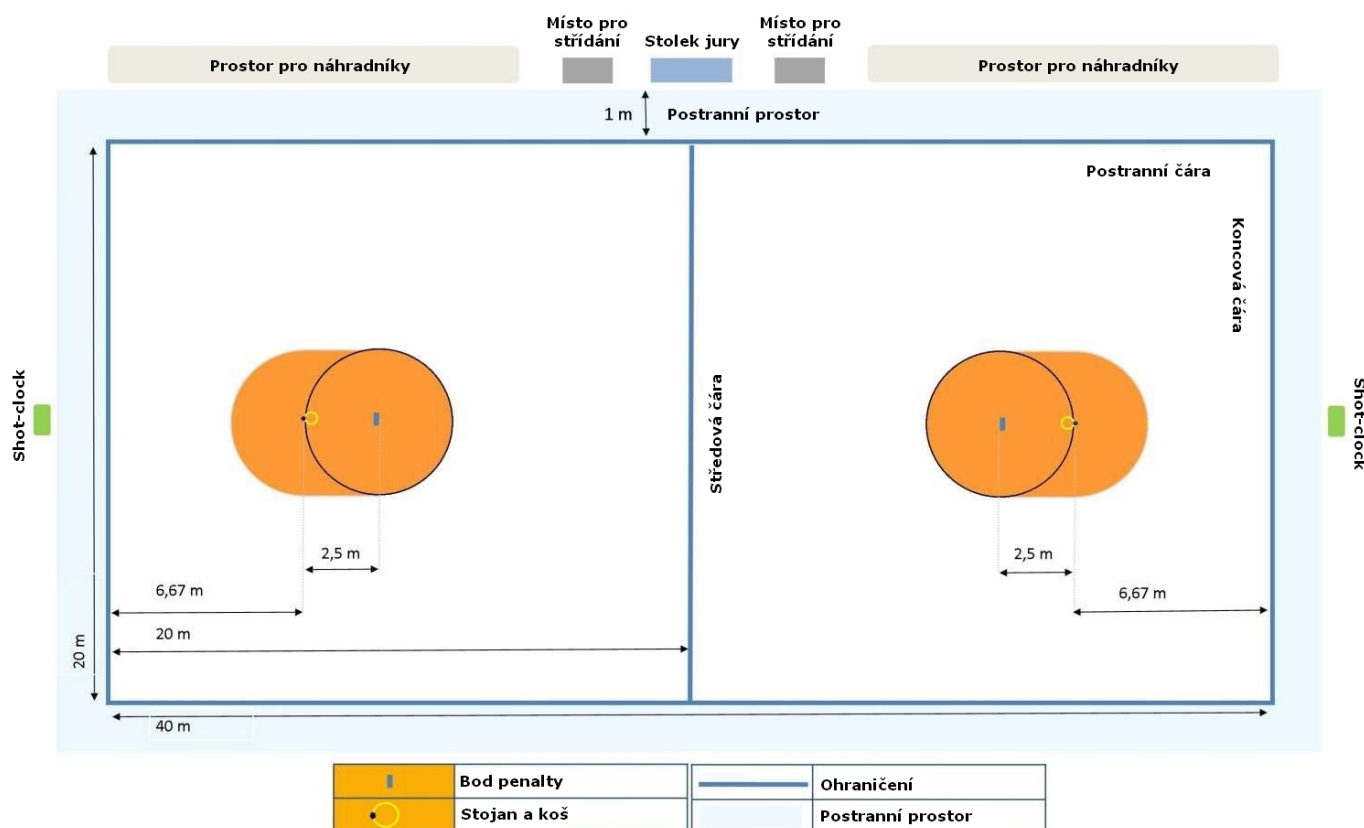 Místo pro
střídání
Stolek jury
Místo pro
střídání
Prostor pro náhradníky
Prostor pro náhradníky
1 m
Postranní prostor
Postranní čára
Koncová čára
Středová čára
Shot-clock
Shot-clock
2,5 m
2,5 m
6,67 m
6,67 m
20 m
20 m
40 m
Bod penalty
Ohraničení
Stojan a koš
Postranní prostor